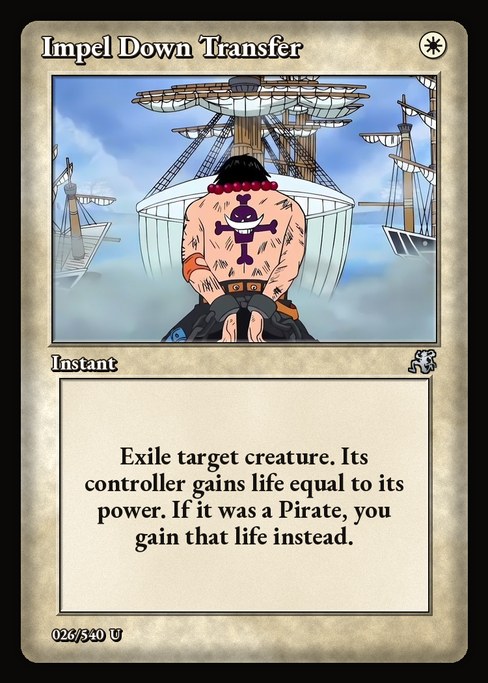 Impel Down Transfer
Instant
Exile target creature. Its
controller gains life equal to its
power. If it was a Pirate, you
gain that life instead.
026/540 U